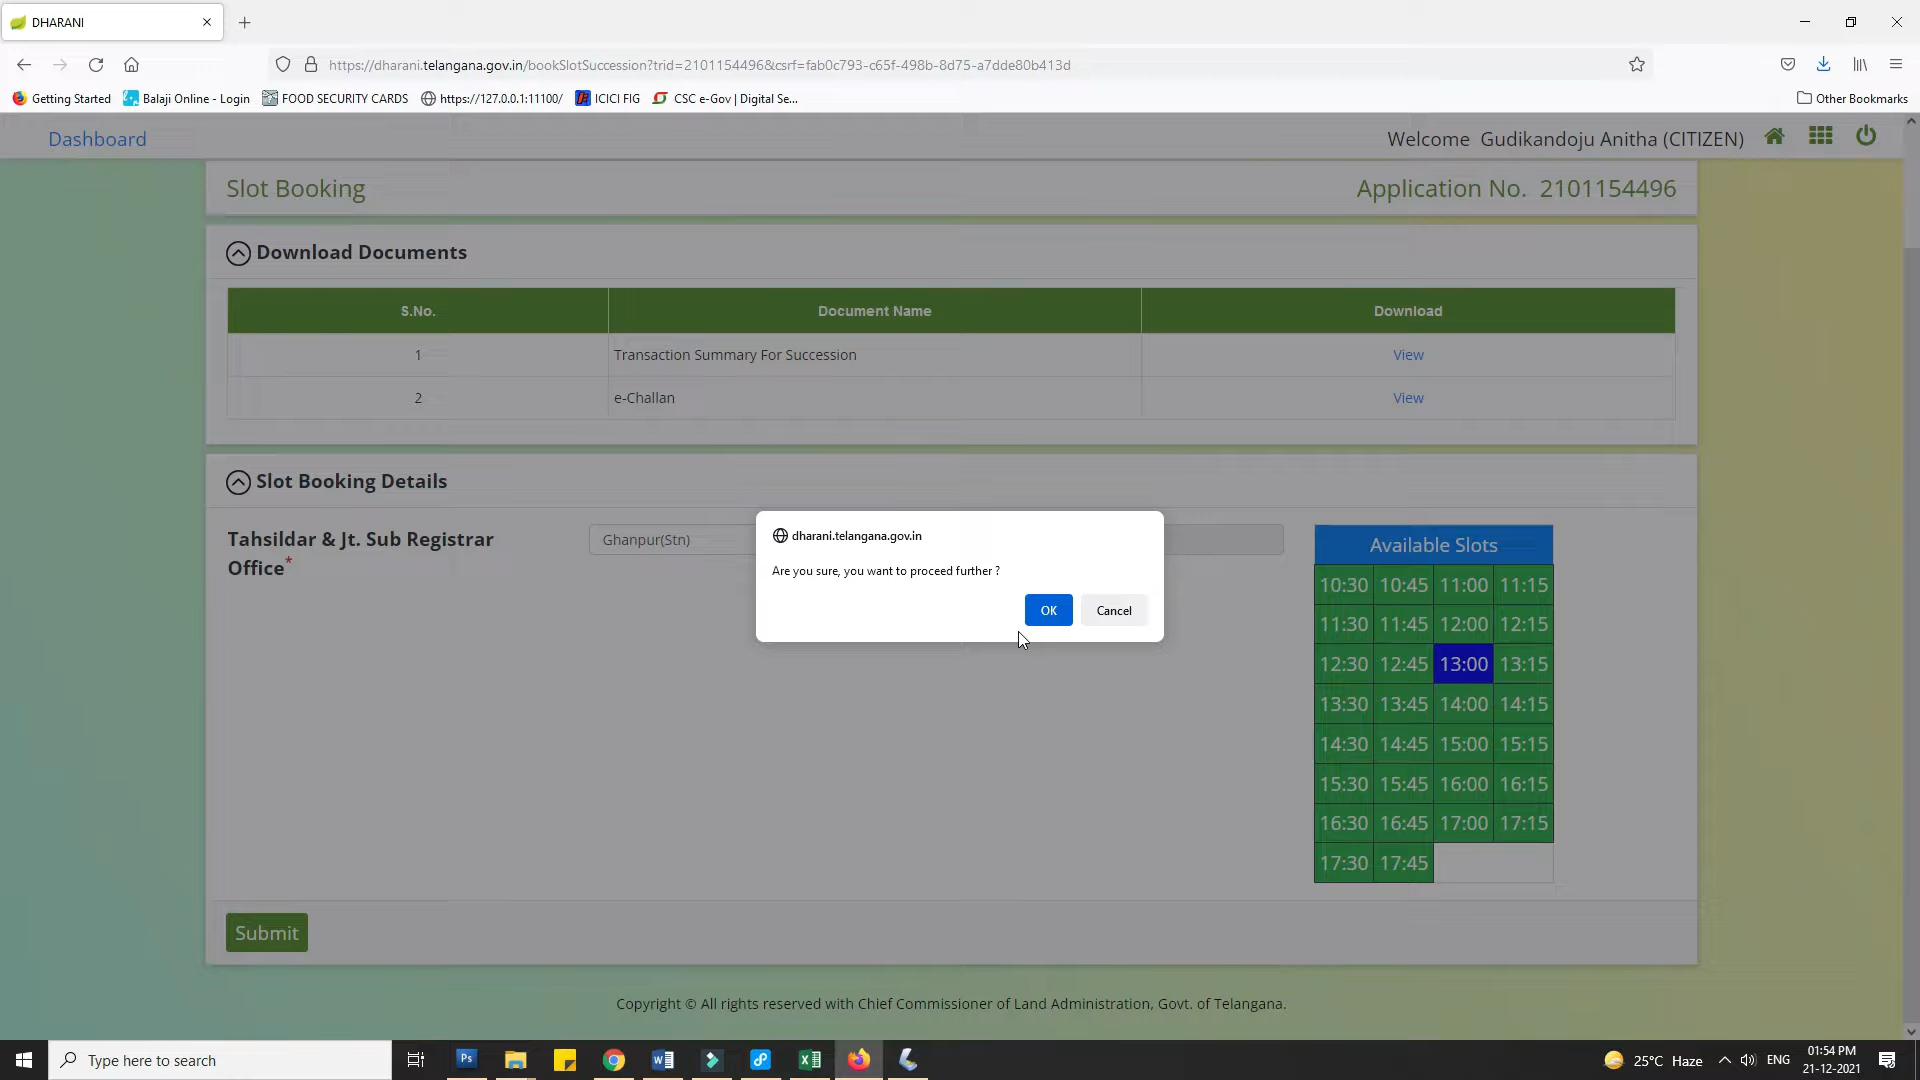 DHARANI
https://dharani.telangana.gov.in/bookSlotSuccession?trid=2101154496&csrf=fab0c793-c65f-498b-8d75-a7dde80b413d
Getting Started Balaji Online - Login FOOD SECURITY CARDS https://127.0.0.1:11100/ ICICI FIG CSC e-Gov | Digital Se... Other Bookmarks
Dashboard Welcome Gudikandoju Anitha (CITIZEN)
Slot Booking Application No. 2101154496
Download Documents
S.No. Document Name Download
1 Transaction Summary For Succession View
2 e-Challan View
Slot Booking Details
Tahsildar & Jt. Sub Registrar
Office*
Ghanpur(Stn)
dharani.telangana.gov.in
Are you sure, you want to proceed further ?
OK Cancel
Available Slots
10:30 10:45 11:00 11:15
11:30 11:45 12:00 12:15
12:30 12:45 13:00 13:15
13:30 13:45 14:00 14:15
14:30 14:45 15:00 15:15
15:30 15:45 16:00 16:15
16:30 16:45 17:00 17:15
17:30 17:45
Submit
Copyright © All rights reserved with Chief Commissioner of Land Administration, Govt. of Telangana.
Type here to search
Ps
25°C Haze
ENG
01:54 PM
21-12-2021